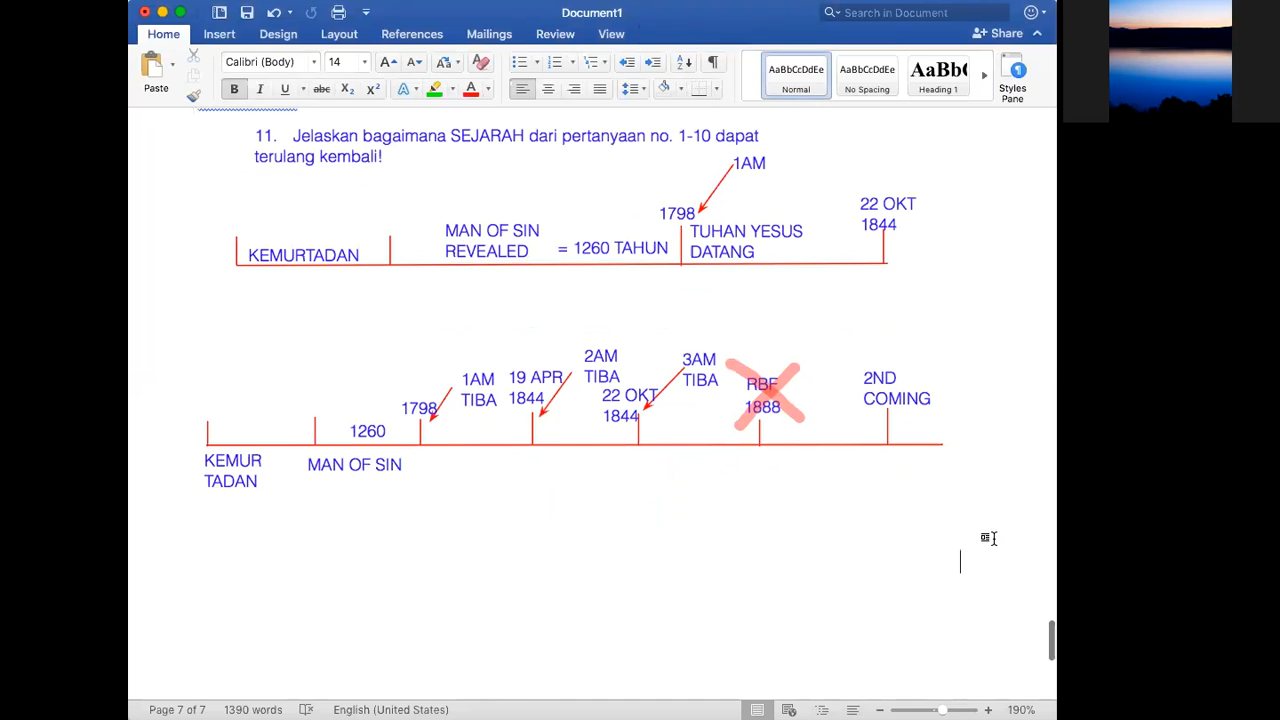 Document1
Search in Document
Home Insert Design Layout References Mailings Review View
Share
Paste
Calibri (Body) 14
B I U abc X2 X2
AaBbCcDdEe AaBbCcDdEe AaBb(
Normal No Spacing Heading 1
Styles
Pane
11. Jelaskan bagaimana SEJARAH dari pertanyaan no. 1-10 dapat
terulang kembali!
1AM
1798
22 OKT
1844
KEMURTADAN
MAN OF SIN
REVEALED
= 1260 TAHUN
TUHAN YESUS
DATANG
1798
1AM
TIBA
19 APR
1844
2AM
TIBA
22 OKT
1844
3AM
TIBA
RBF
1888
2ND
COMING
1260
KEMUR
TADAN
MAN OF SIN
Page 7 of 7 1390 words English (United States) 190%